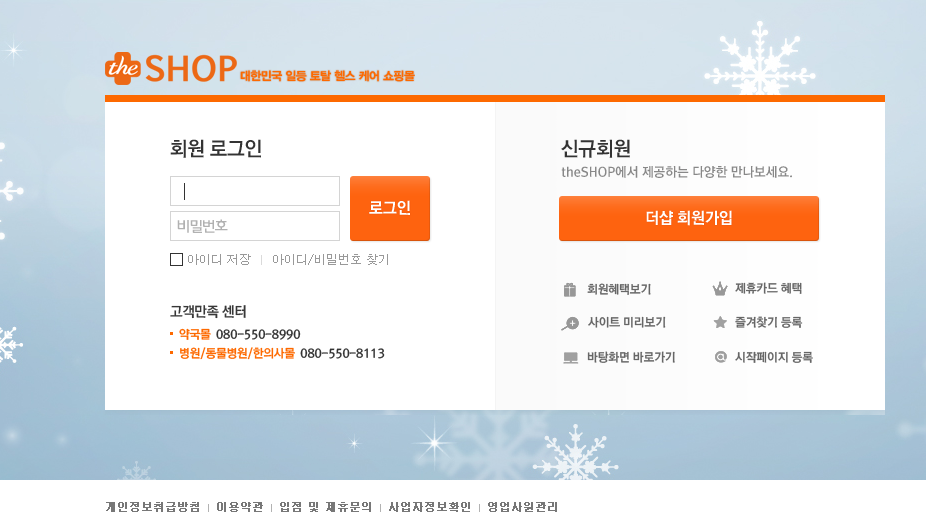 the SHOP 대한민국 일등 토탈 헬스 케어 쇼핑몰
회원 로그인
비밀번호
로그인
아이디 저장 | 아이디/비밀번호 찾기
고객만족 센터
약국몰 080-550-8990
병원/동물병원/한의사몰 080-550-8113
신규회원
theSHOP에서 제공하는 다양한 만나보세요.
더샵 회원가입
회원혜택보기 제휴카드 혜택
사이트 미리보기 즐겨찾기 등록
바탕화면 바로가기 시작페이지 등록
개인정보취급방침 | 이용약관 | 입점 및 제휴문의 | 사업자정보확인 | 영업사원관리